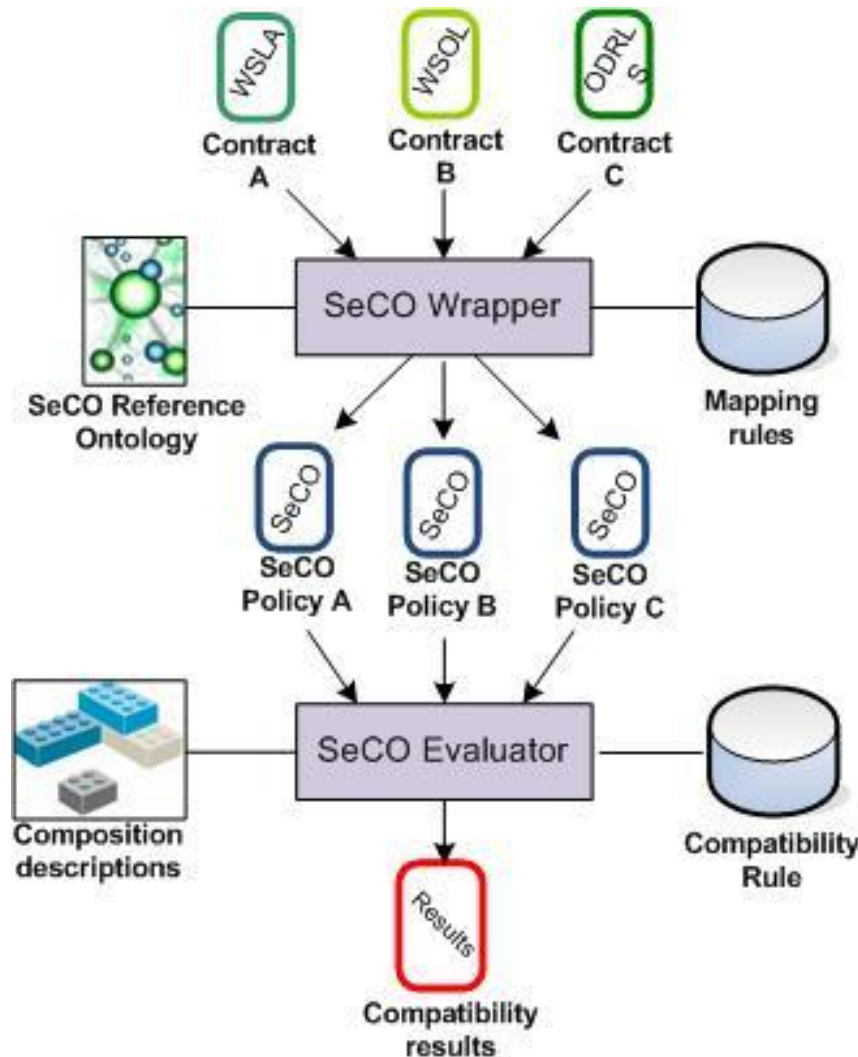 WSLA
WSOL
ODRL
S
Contract
A
Contract
B
Contract
C
SeCO Wrapper
SeCO Reference
Ontology
Mapping
rules
SeCO
SeCO
SeCO
SeCO
Policy A
SeCO
Policy B
SeCO
Policy C
SeCO Evaluator
Composition
descriptions
Compatibility
Rule
Results
Compatibility
results